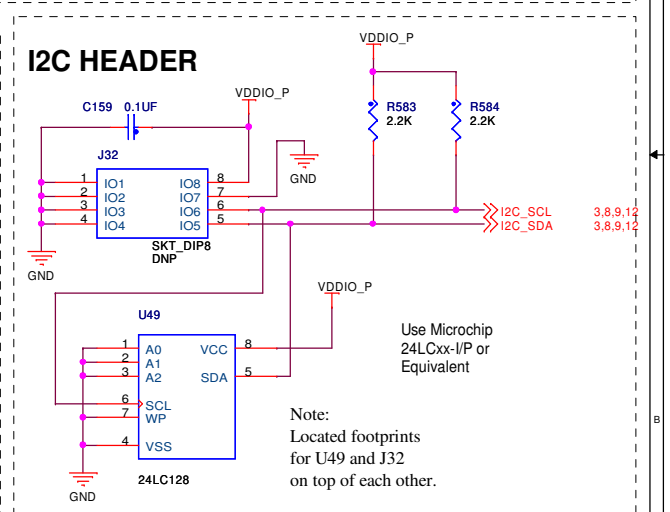 I2C HEADER
VDDIO_P
C159 0.1UF
VDDIO_P
R583
2.2K
R584
2.2K
J32
GND
1 IO1 IO8 8
2 IO2 IO7 7
3 IO3 IO6 6
4 IO4 IO5 5
I2C_SCL 3,8,9,12
I2C_SDA 3,8,9,12
SKT_DIP8
DNP
GND
VDDIO_P
U49
1 A0 VCC 8
2 A1
3 A2 SDA 5
6 SCL
7 WP
4 VSS
24LC128
GND
Use Microchip
24LCxx-I/P or
Equivalent
Note:
Located footprints
for U49 and J32
on top of each other.
B